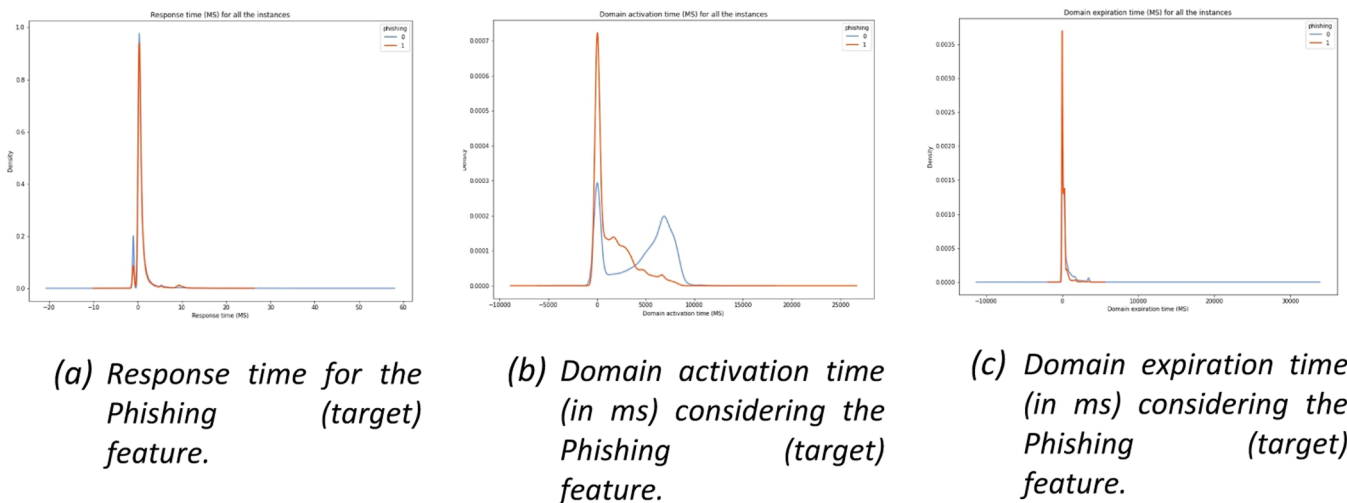 Response time (MS) for all the instances
phishing
0
1
1.0
0.8
0.6
0.4
0.2
0.0
Density
−20
−10
0
10
20
30
40
50
60
Response time (MS)
Domain activation time (MS) for all the instances
phishing
0
1
0.0007
0.0006
0.0005
0.0004
0.0003
0.0002
0.0001
0.0000
Density
−10000
−5000
0
5000
10000
15000
20000
25000
Domain activation time (MS)
Domain expiration time (MS) for all the instances
phishing
0
1
0.0035
0.0030
0.0025
0.0020
0.0015
0.0010
0.0005
0.0000
Density
−10000
0
10000
20000
30000
Domain expiration time (MS)
(a) Response time for the
Phishing (target)
feature.
(b) Domain activation time
(in ms) considering the
Phishing (target)
feature.
(c) Domain expiration time
(in ms) considering the
Phishing (target)
feature.